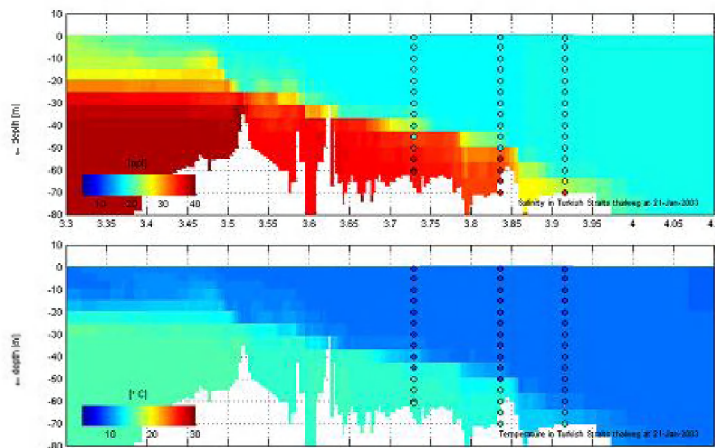 0
-10
-20
-30
-40
-50
-60
-70
-80
← depth [m]
[ppt]
10 20 30 40
Salinity in Turkish Straits thalweg at 21-Jan-2003
3.3 3.35 3.4 3.45 3.5 3.55 3.6 3.65 3.7 3.75 3.8 3.85 3.9 3.95 4 4.05
0
-10
-20
-30
-40
-50
-60
-70
-80
← depth [m]
[° C]
10 20 30
Temperature in Turkish Straits thalweg at 21-Jan-2003